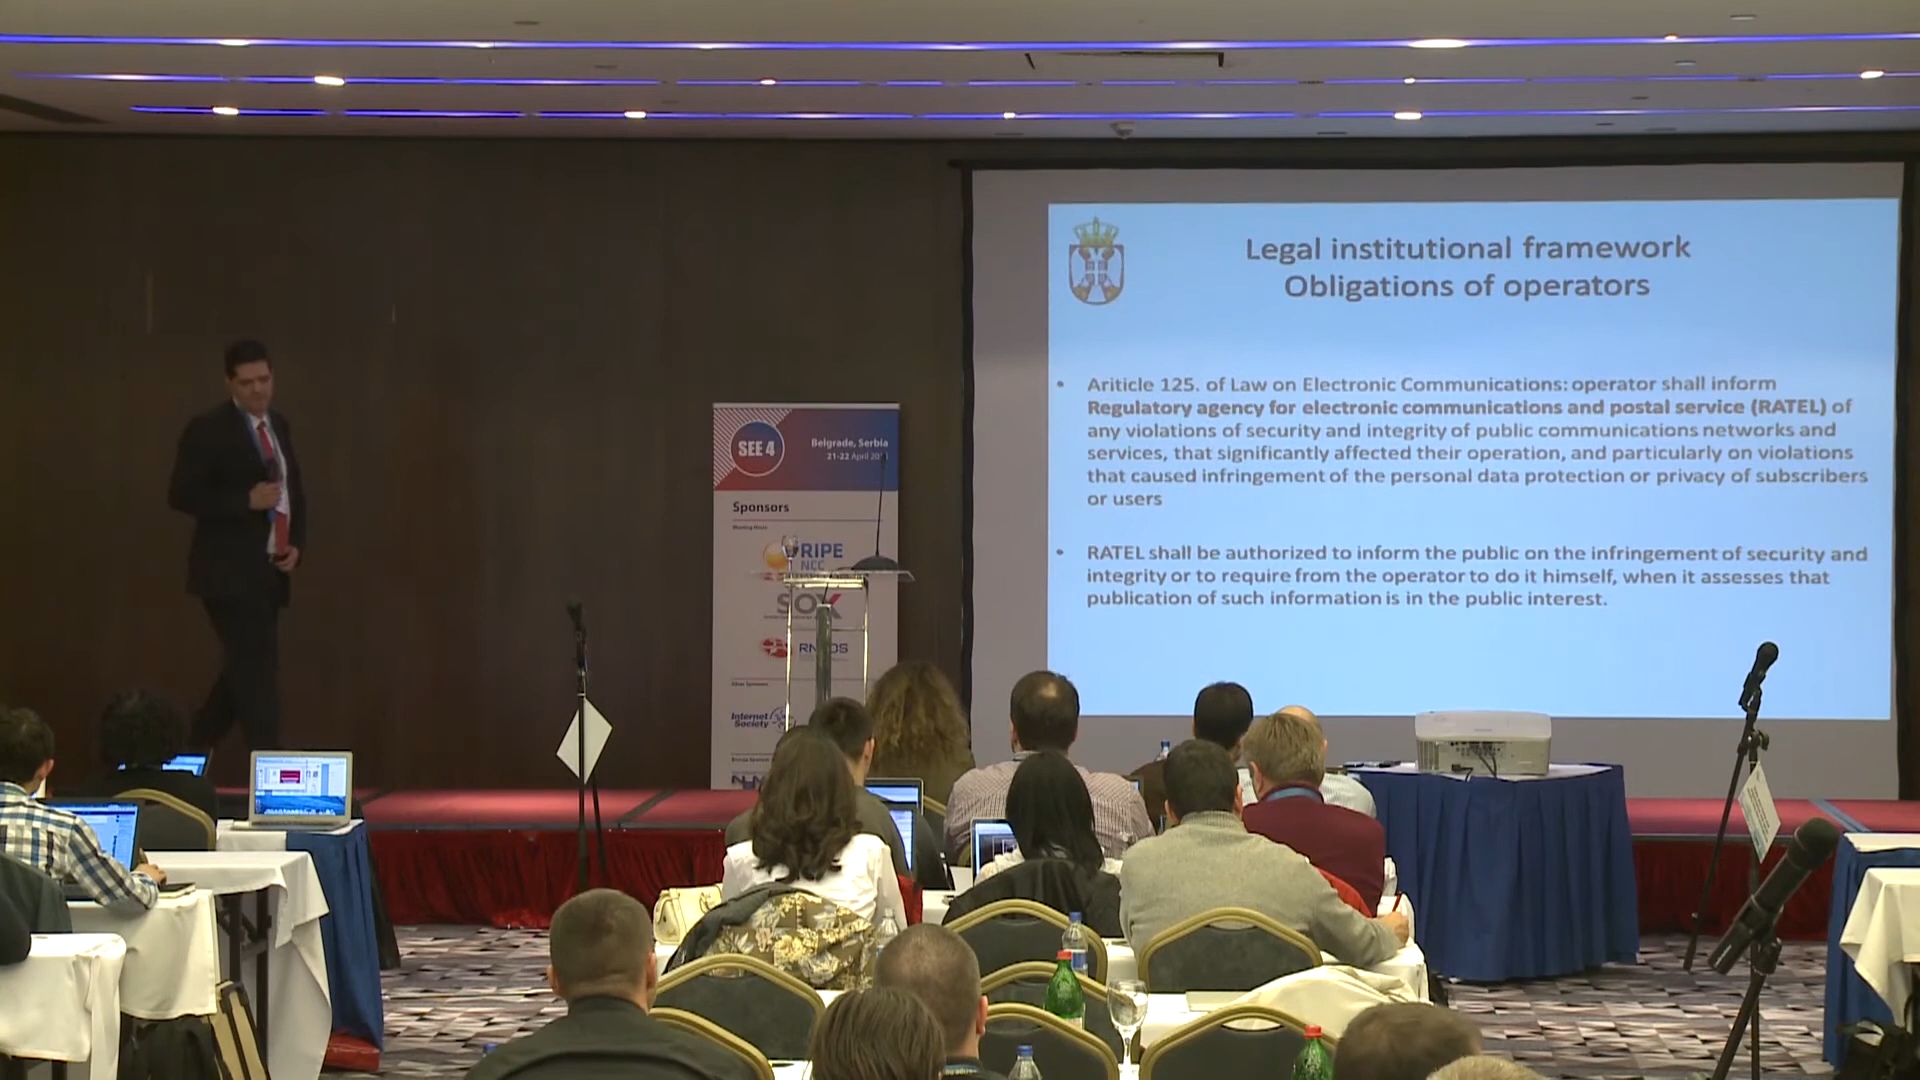 Legal institutional framework
Obligations of operators
• Ariticle 125. of Law on Electronic Communications: operator shall inform
Regulatory agency for electronic communications and postal service (RATEL) of
any violations of security and integrity of public communications networks and
services, that significantly affected their operation, and particularly on violations
that caused infringement of the personal data protection or privacy of subscribers
or users
• RATEL shall be authorized to inform the public on the infringement of security and
integrity or to require from the operator to do it himself, when it assesses that
publication of such information is in the public interest.
SEE 4
Belgrade, Serbia
21-22 April
Sponsors
RIPE
NCC
SOX
Internet
Society